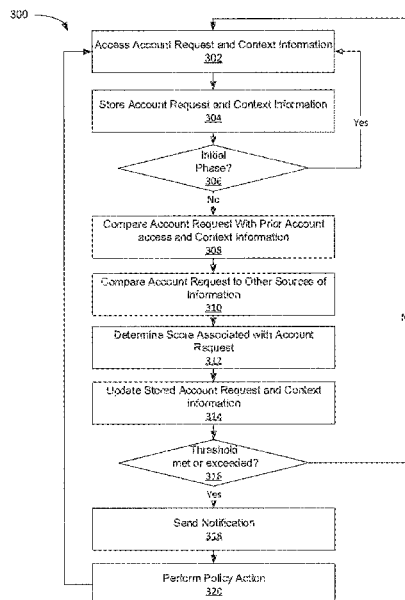 300
Access Account Request and Context Information
302
Store Account Request and Context Information
304
Yes
Initial
Phase?
306
No
Compare Account Request With Prior Account
access and Context Information
308
Compare Account Request to Other Sources of
Information
310
Determine Score Associated with Account
Request
312
Update Stored Account Request and Context
Information
314
Threshold
met or exceeded?
316
Yes
Send Notification
318
Perform Policy Action
320